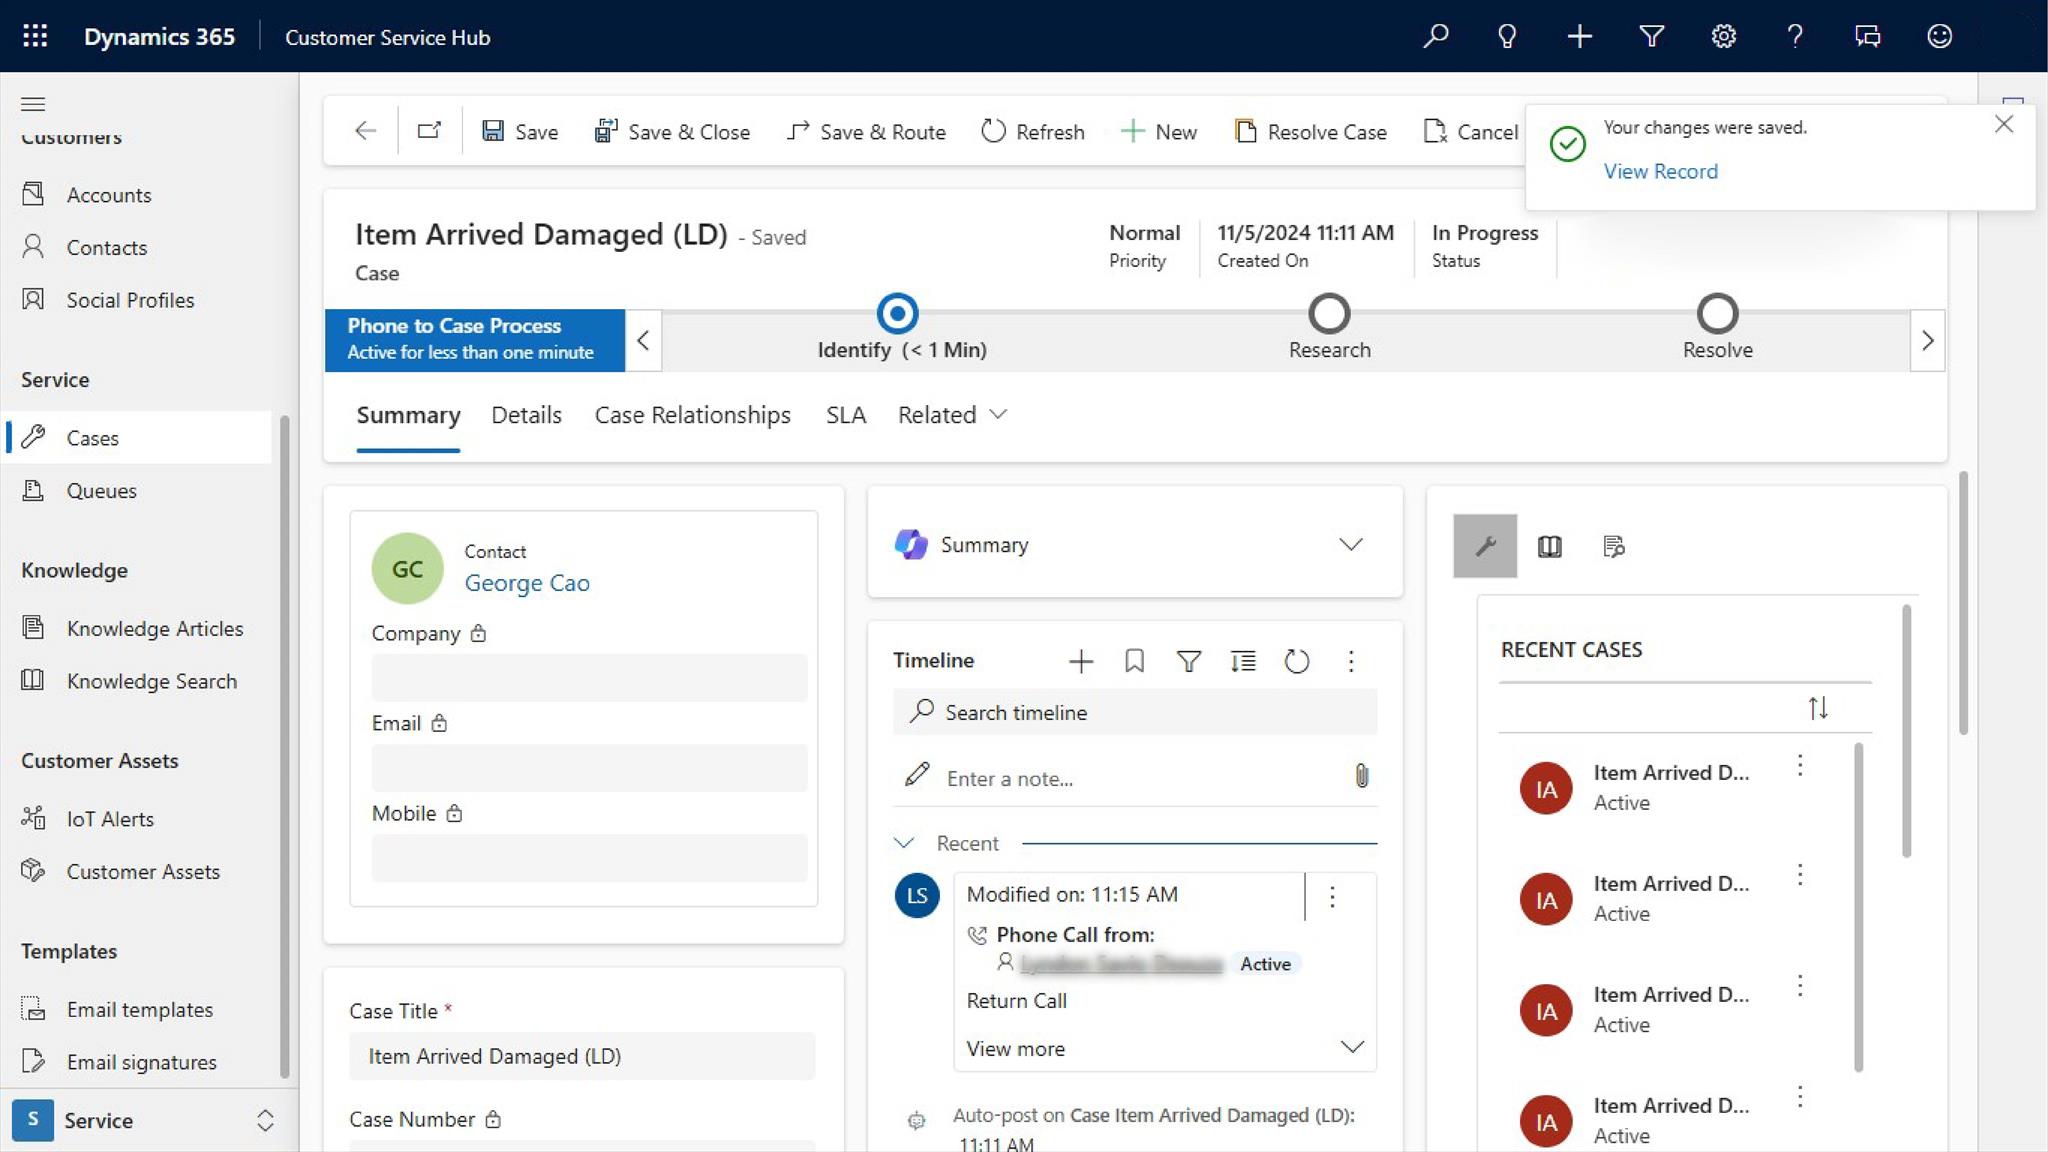 Dynamics 365
Customer Service Hub
Customers
Accounts
Contacts
Social Profiles
Service
Cases
Queues
Knowledge
Knowledge Articles
Knowledge Search
Customer Assets
IoT Alerts
Customer Assets
Templates
Email templates
Email signatures
S Service
Save
Save & Close
Save & Route
Refresh
New
Resolve Case
Cancel
Your changes were saved.
View Record
Item Arrived Damaged (LD) - Saved
Case
Normal
Priority
11/5/2024 11:11 AM
Created On
In Progress
Status
Phone to Case Process
Active for less than one minute
Identify (< 1 Min)
Research
Resolve
Summary
Details
Case Relationships
SLA
Related
GC
Contact
George Cao
Company
Email
Mobile
Case Title *
Item Arrived Damaged (LD)
Case Number
Summary
Timeline
Search timeline
Enter a note...
Recent
LS
Modified on: 11:15 AM
Phone Call from:
Active
Return Call
View more
Auto-post on Case Item Arrived Damaged (LD):
11:11 AM
RECENT CASES
IA
Item Arrived D...
Active
IA
Item Arrived D...
Active
IA
Item Arrived D...
Active
IA
Item Arrived D...
Active